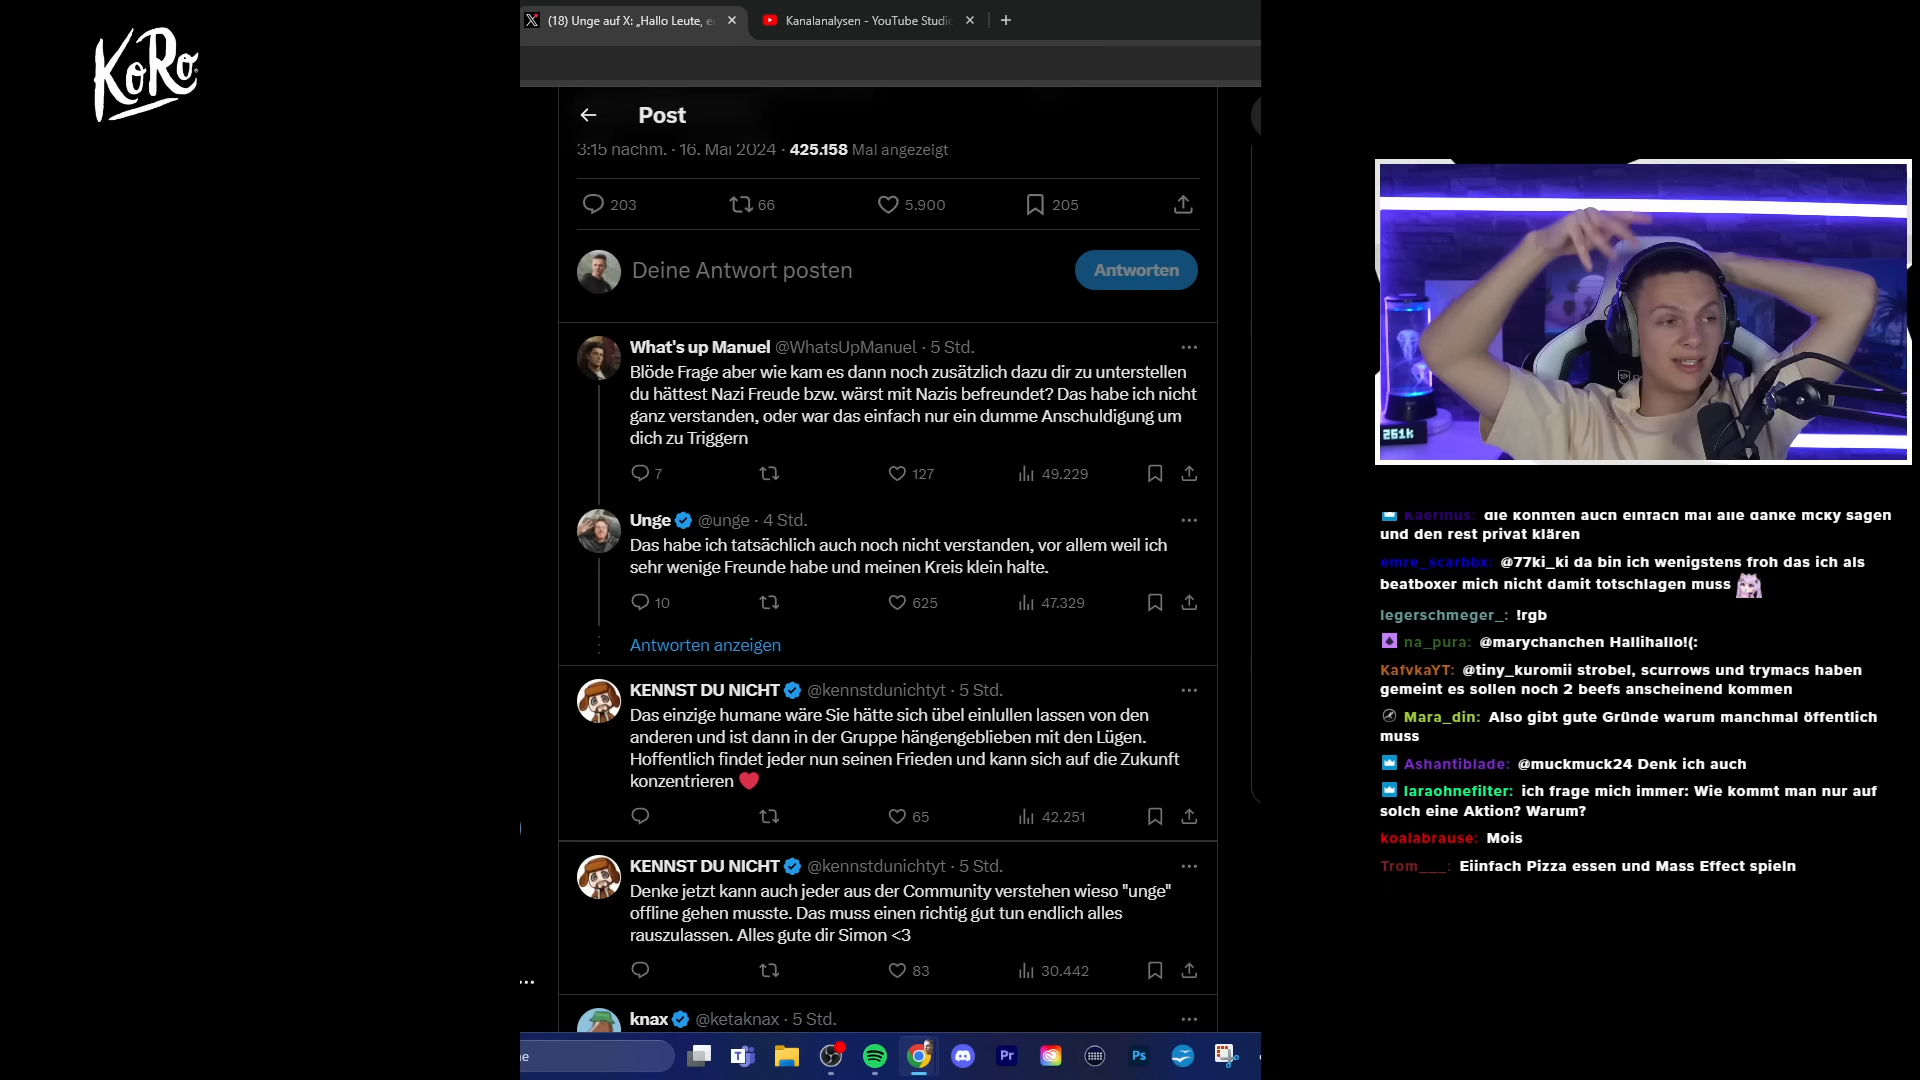 KoRo
(18) Unge auf X: „Hallo Leute, e
Kanalanalysen - YouTube Studi
Post
3:15 nachm. · 16. Mai 2024 · 425.158 Mal angezeigt
203
66
5.900
205
Deine Antwort posten
Antworten
What's up Manuel @WhatsUpManuel · 5 Std.
Blöde Frage aber wie kam es dann noch zusätzlich dazu dir zu unterstellen
du hättest Nazi Freude bzw. wärst mit Nazis befreundet? Das habe ich nicht
ganz verstanden, oder war das einfach nur ein dumme Anschuldigung um
dich zu Triggern
7
127
49.229
Unge @unge · 4 Std.
Das habe ich tatsächlich auch noch nicht verstanden, vor allem weil ich
sehr wenige Freunde habe und meinen Kreis klein halte.
10
625
47.329
Antworten anzeigen
KENNST DU NICHT @kennstdunichtyt · 5 Std.
Das einzige humane wäre Sie hätte sich übel einlullen lassen von den
anderen und ist dann in der Gruppe hängengeblieben mit den Lügen.
Hoffentlich findet jeder nun seinen Frieden und kann sich auf die Zukunft
konzentrieren ❤️
65
42.251
KENNST DU NICHT @kennstdunichtyt · 5 Std.
Denke jetzt kann auch jeder aus der Community verstehen wieso "unge"
offline gehen musste. Das muss einen richtig gut tun endlich alles
rauszulassen. Alles gute dir Simon <3
83
30.442
knax @ketaknax · 5 Std.
Pr
Ps
261k
Kaerinus: die konnten auch einfach mal alle danke mcky sagen
und den rest privat klären
emre_scarbbx: @77ki_ki da bin ich wenigstens froh das ich als
beatboxer mich nicht damit totschlagen muss
legerschmeger_: !rgb
na_pura: @marychanchen Hallihallo!(:
KafvkaYT: @tiny_kuromii strobel, scurrows und trymacs haben
gemeint es sollen noch 2 beefs anscheinend kommen
Mara_din: Also gibt gute Gründe warum manchmal öffentlich
muss
Ashantiblade: @muckmuck24 Denk ich auch
laraohnefilter: ich frage mich immer: Wie kommt man nur auf
solch eine Aktion? Warum?
koalabrause: Mois
Trom___: Eiinfach Pizza essen und Mass Effect spieln